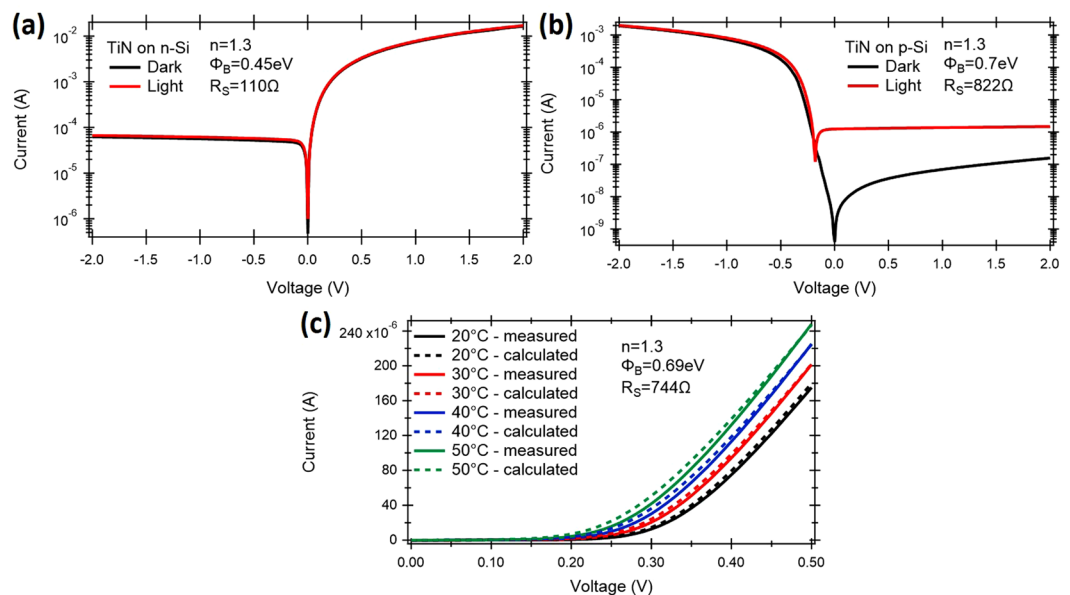 (a)
10⁻²
10⁻³
10⁻⁴
10⁻⁵
10⁻⁶
Current (A)
TiN on n-Si
Dark
Light
n=1.3
Φ_B=0.45eV
R_S=110Ω
-2.0 -1.5 -1.0 -0.5 0.0 0.5 1.0 1.5 2.0
Voltage (V)
(b)
10⁻³
10⁻⁴
10⁻⁵
10⁻⁶
10⁻⁷
10⁻⁸
10⁻⁹
Current (A)
TiN on p-Si
Dark
Light
n=1.3
Φ_B=0.7eV
R_S=822Ω
-2.0 -1.5 -1.0 -0.5 0.0 0.5 1.0 1.5 2.0
Voltage (V)
(c)
240 x10⁻⁶
200
160
120
80
40
0
Current (A)
20°C - measured
20°C - calculated
30°C - measured
30°C - calculated
40°C - measured
40°C - calculated
50°C - measured
50°C - calculated
n=1.3
Φ_B=0.69eV
R_S=744Ω
0.00 0.10 0.20 0.30 0.40 0.50
Voltage (V)